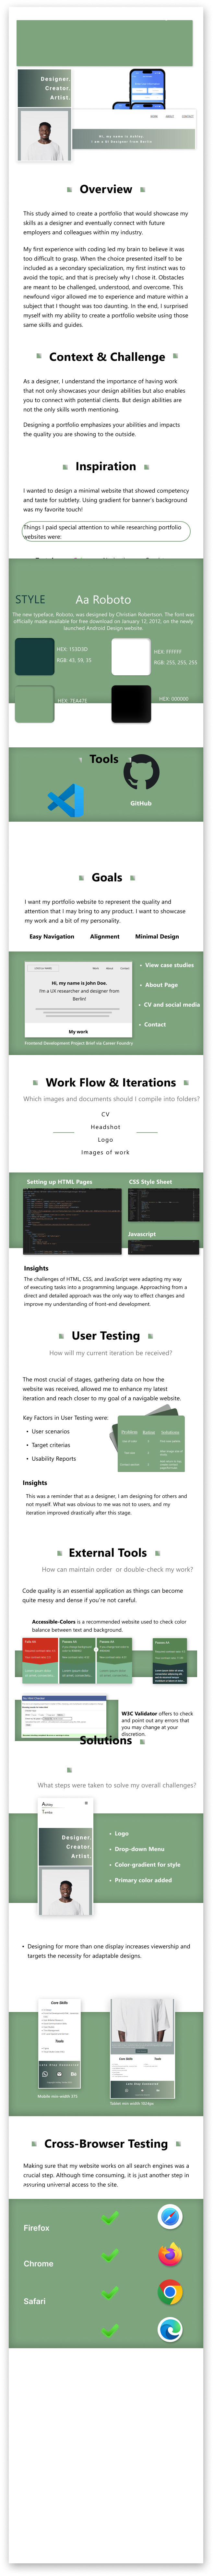 Designer.
Creator.
Artist.
WORK ABOUT CONTACT
Hi, my name is Ashley.
I am a UI Designer from Berlin
Overview
This study aimed to create a portfolio that would showcase my
skills as a designer and eventually connect with future
employers and colleagues within my industry.
My first experience with coding led my brain to believe it was
too difficult to grasp. When the choice presented itself to be
included as a secondary specialization, my first instinct was to
avoid the topic, and that is precisely why I chose it. Obstacles
are meant to be challenged, understood, and overcome. This
newfound vigor allowed me to experience and mature within a
subject that I thought was too daunting. In the end, I surprised
myself with my ability to create a portfolio website using those
same skills and guides.
Context & Challenge
As a designer, I understand the importance of having work
that not only showcases your design abilities but also enables
you to connect with potential clients. But design abilities are
not the only skills worth mentioning.
Designing a portfolio emphasizes your abilities and impacts
the quality you are showing to the outside.
Inspiration
I wanted to design a minimal website that showed competency
and taste for subtlety. Using gradient for banner's background
was my favorite touch!
Things I paid special attention to while researching portfolio
websites were:
STYLE Aa Roboto
The new typeface, Roboto, was designed by Christian Robertson. The font was
officially made available for free download on January 12, 2012, on the newly
launched Android Design website.
HEX: 153D3D
RGB: 43, 59, 55
HEX: FFFFFF
RGB: 255, 255, 255
HEX: 7EA47E
HEX: 000000
Tools
GitHub
Goals
I want my portfolio website to represent the quality and
attention that I may bring to any product. I want to showcase
my work and a bit of my personality.
Easy Navigation Alignment Minimal Design
Work About Contact
Hi, my name is John Doe.
I'm a UX researcher and designer from
Berlin!
My work
Frontend Development Project Brief via Career Foundry
• View case studies
• About Page
• CV and social media
• Contact
Work Flow & Iterations
Which images and documents should I compile into folders?
CV
Headshot
Logo
Images of work
Setting up HTML Pages
CSS Style Sheet
Javascript
Insights
The challenges of HTML, CSS, and JavaScript were adapting my way
of executing tasks into a programming language. Approaching from a
direct and detailed approach was the only way to effect changes and
improve my understanding of front-end development.
User Testing
How will my current iteration be received?
The most crucial of stages, gathering data on how the
website was received, allowed me to enhance my latest
iteration and reach closer to my goal of a navigable website.
Key Factors in User Testing were:
• User scenarios
• Target criterias
• Usability Reports
Problem Rating Solutions
Insights
This was a reminder that as a designer, I am designing for others and
not myself. What was obvious to me was not to users, and my
iteration improved drastically after this stage.
External Tools
How can maintain order or double-check my work?
Code quality is an essential application as things can become
quite messy and dense if you're not careful.
Accessible-Colors is a recommended website used to check color
balance between text and background.
W3C Validator offers to check
and point out any errors that
you may change at your
discretion.
Solutions
What steps were taken to solve my overall challenges?
Ashley
Designer.
Creator.
Artist.
• Logo
• Drop-down Menu
• Color-gradient for style
• Primary color added
• Designing for more than one display increases viewership and
targets the necessity for adaptable designs.
Core Skills
Tools
Let's Stay Connected
Mobile min width 375
Core Skills Tools
Let's Stay Connected
Tablet min width 1024px
Cross-Browser Testing
Making sure that my website works on all search engines was a
crucial step. Although time consuming, it is just another step in
assuring universal access to the site.
Firefox
Chrome
Safari